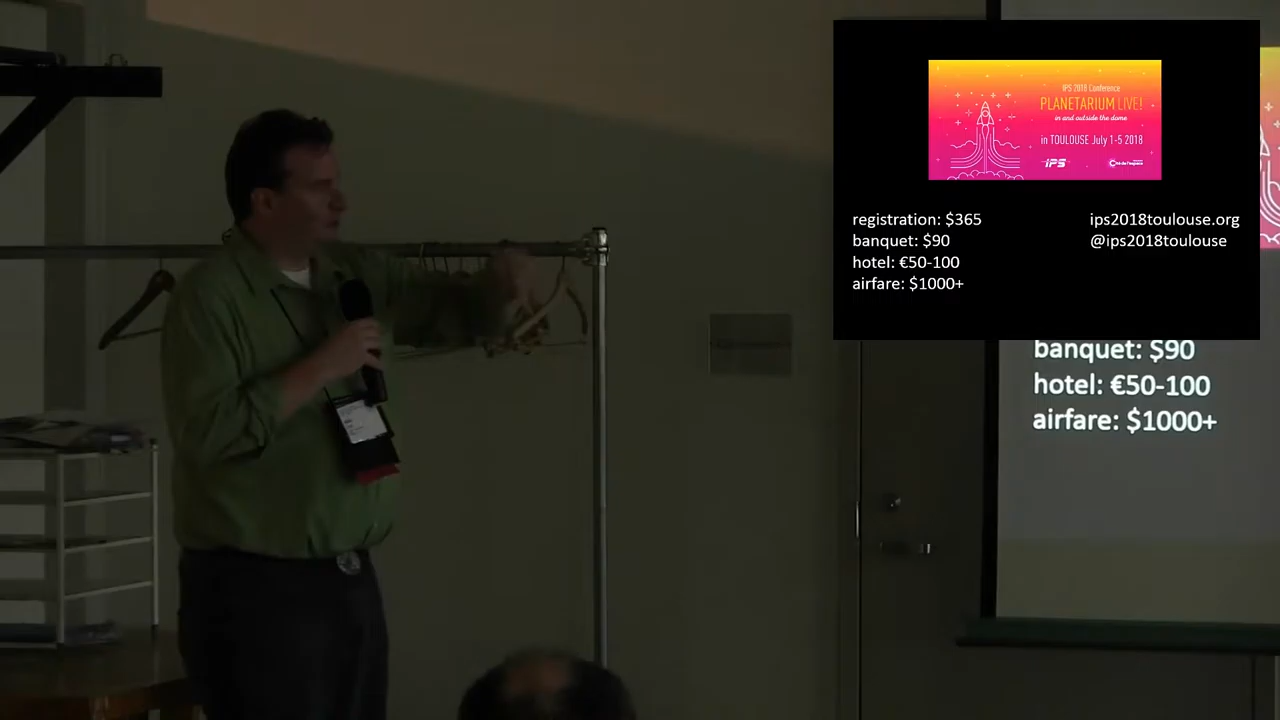 IPS 2018 Conference
PLANETARIUM LIVE!
in and outside the dome
in TOULOUSE July 1-5 2018
iPS
registration: $365
banquet: $90
hotel: €50-100
airfare: $1000+
ips2018toulouse.org
@ips2018toulouse
banquet: $90
hotel: €50-100
airfare: $1000+